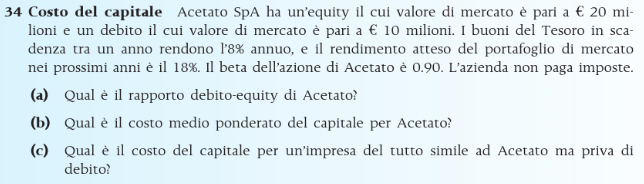 34 Costo del capitale Acetato SpA ha un'equity il cui valore di mercato è pari a € 20 mi-
lioni e un debito il cui valore di mercato è pari a € 10 milioni. I buoni del Tesoro in sca-
denza tra un anno rendono l'8% annuo, e il rendimento atteso del portafoglio di mercato
nei prossimi anni è il 18%. Il beta dell'azione di Acetato è 0.90. L'azienda non paga imposte.
(a) Qual è il rapporto debito-equity di Acetato?
(b) Qual è il costo medio ponderato del capitale per Acetato?
(c) Qual è il costo del capitale per un'impresa del tutto simile ad Acetato ma priva di
debito?